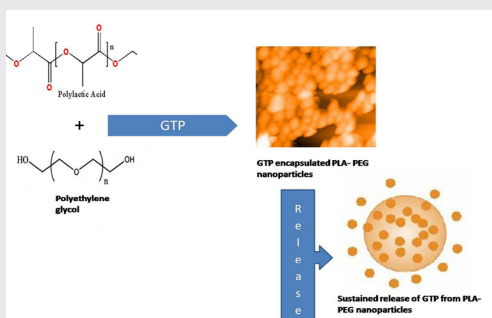 O
O
n
O
O
O
Polylactic Acid
+
GTP
HO
O
n
OH
Polyethylene
glycol
GTP encapsulated PLA- PEG
nanoparticles
R
e
l
e
a
s
e
Sustained release of GTP from PLA-
PEG nanoparticles